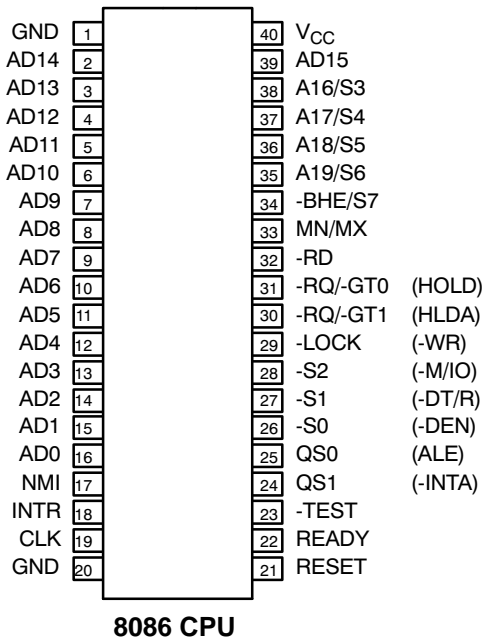 GND 1 40 VCC
AD14 2 39 AD15
AD13 3 38 A16/S3
AD12 4 37 A17/S4
AD11 5 36 A18/S5
AD10 6 35 A19/S6
AD9 7 34 -BHE/S7
AD8 8 33 MN/MX
AD7 9 32 -RD
AD6 10 31 -RQ/-GT0 (HOLD)
AD5 11 30 -RQ/-GT1 (HLDA)
AD4 12 29 -LOCK (-WR)
AD3 13 28 -S2 (-M/IO)
AD2 14 27 -S1 (-DT/R)
AD1 15 26 -S0 (-DEN)
AD0 16 25 QS0 (ALE)
NMI 17 24 QS1 (-INTA)
INTR 18 23 -TEST
CLK 19 22 READY
GND 20 21 RESET
8086 CPU